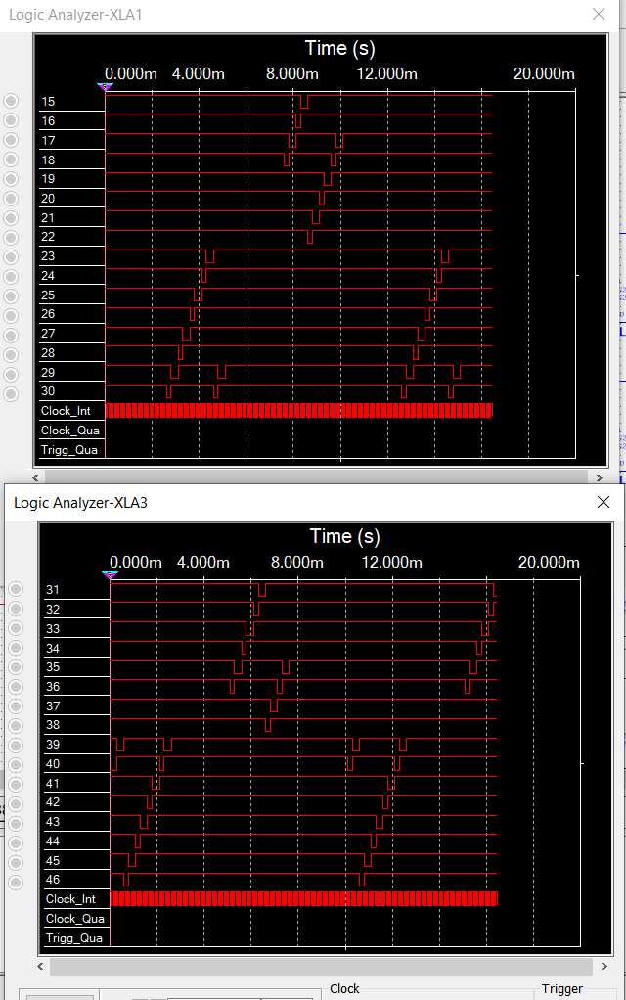 Logic Analyzer-XLA1
Time (s)
0.000m 4.000m 8.000m 12.000m 20.000m
15
16
17
18
19
20
21
22
23
24
25
26
27
28
29
30
Clock_Int
Clock_Qua
Trigg_Qua
Logic Analyzer-XLA3
Time (s)
0.000m 4.000m 8.000m 12.000m 20.000m
31
32
33
34
35
36
37
38
39
40
41
42
43
44
45
46
Clock_Int
Clock_Qua
Trigg_Qua
Clock Trigger